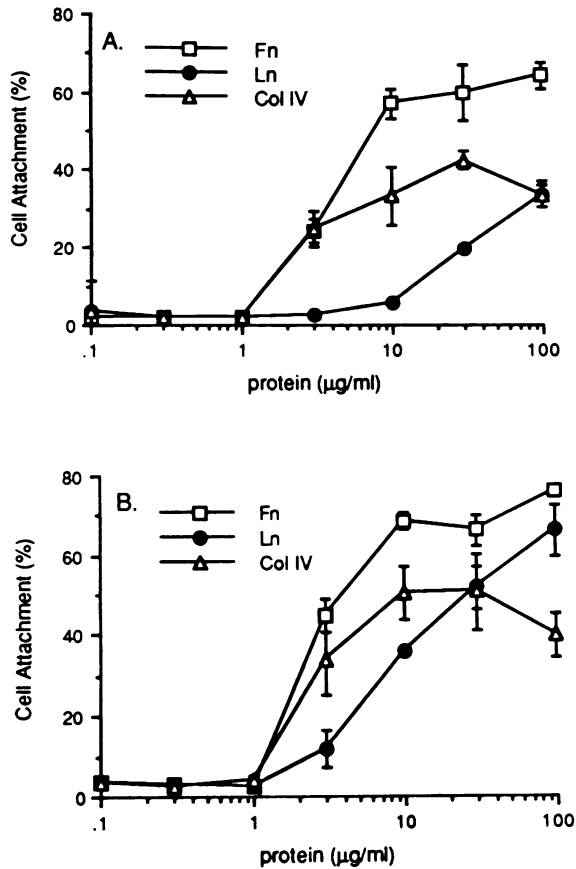 80
60
40
20
0
Cell Attachment (%)
A.
Fn
Ln
Col IV
.1 1 10 100
protein (μg/ml)
80
60
40
20
0
Cell Attachment (%)
B.
Fn
Ln
Col IV
.1 1 10 100
protein (μg/ml)